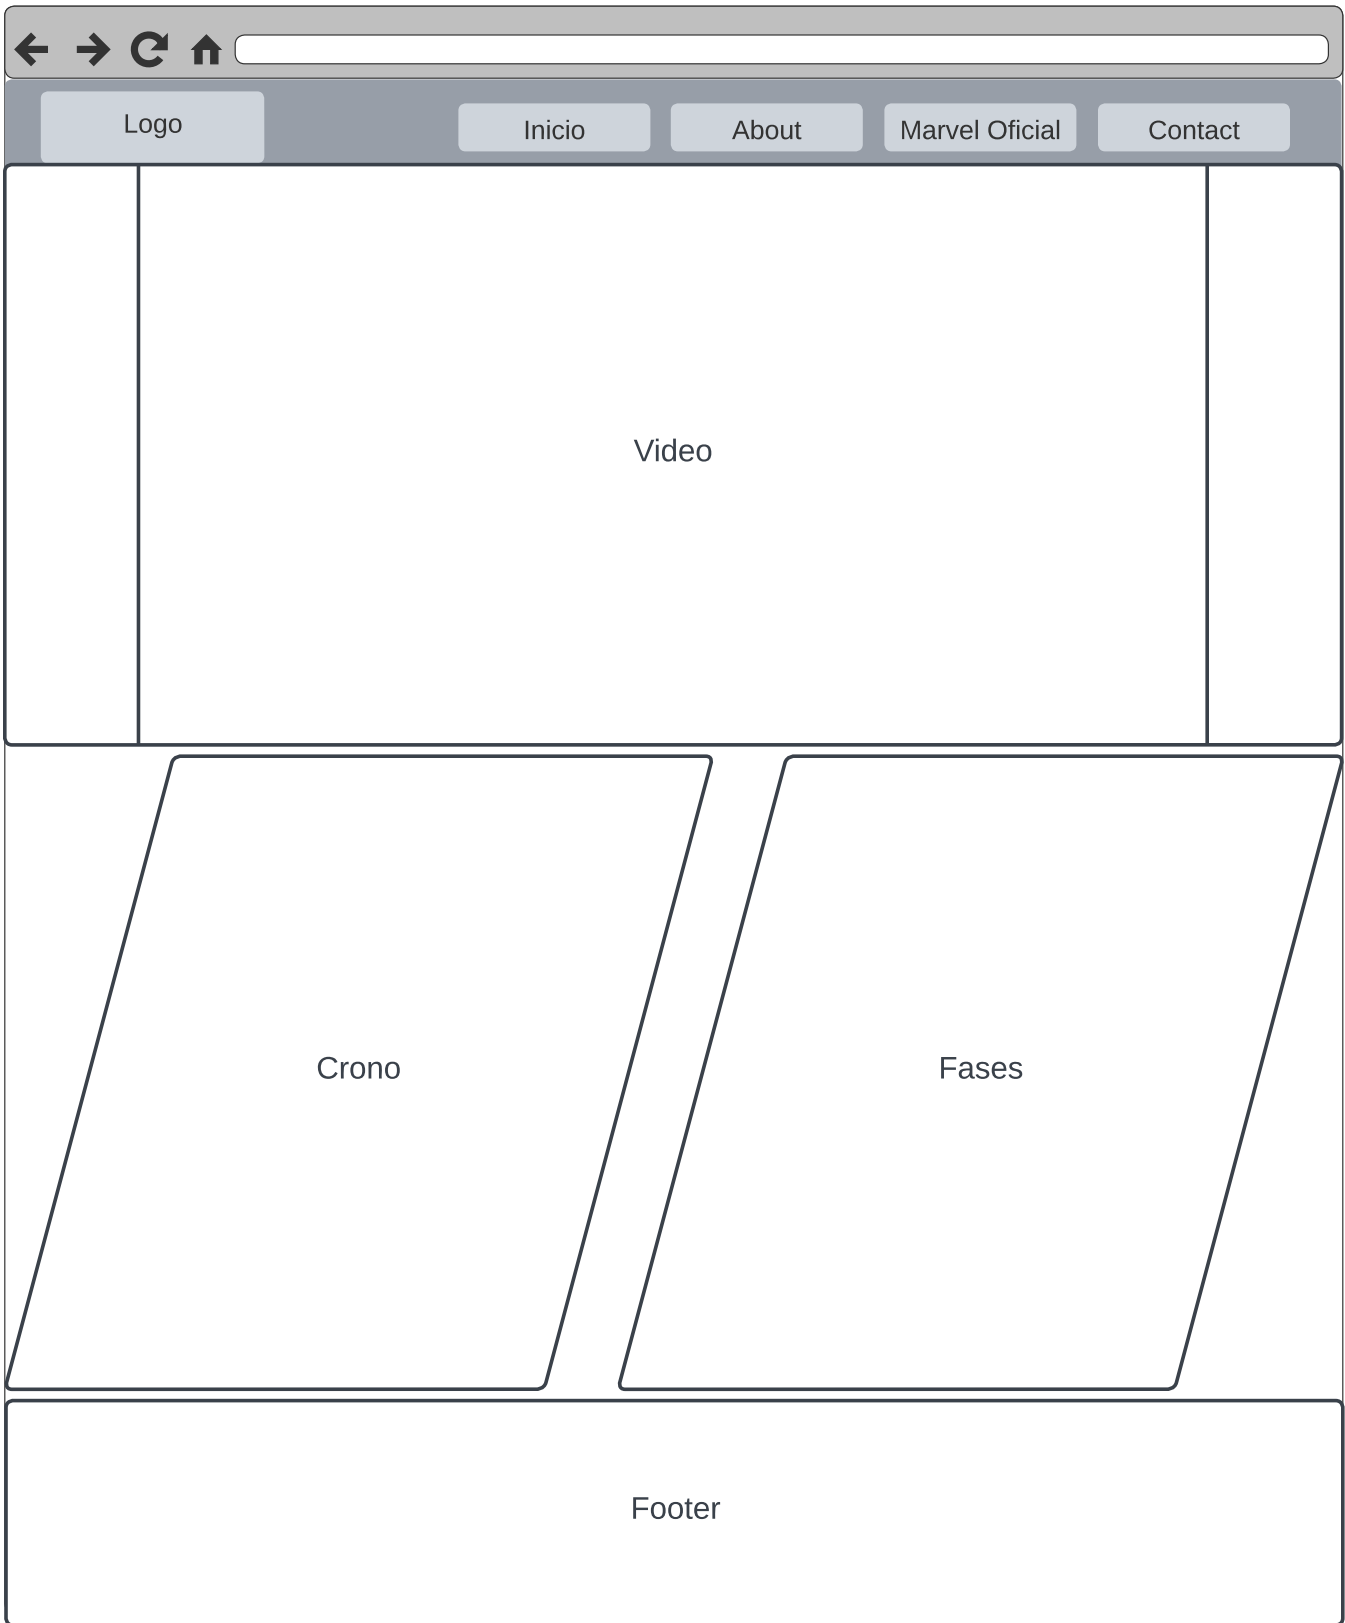 Logo
Inicio
About
Marvel Oficial
Contact
Video
Crono
Fases
Footer